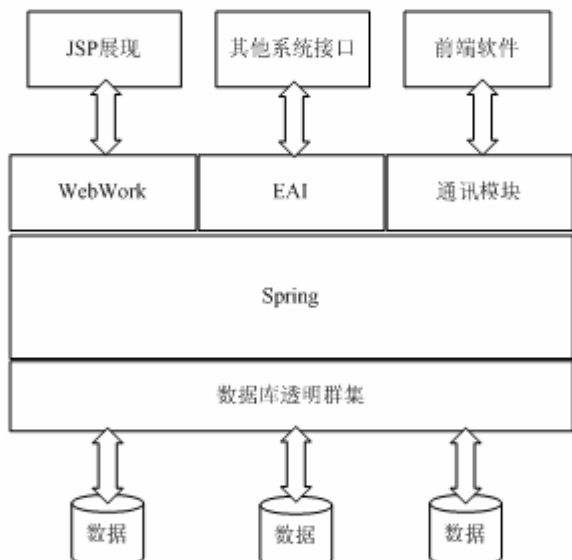 JSP展现
其他系统接口
前端软件
WebWork
EAI
通讯模块
Spring
数据库透明群集
数据
数据
数据